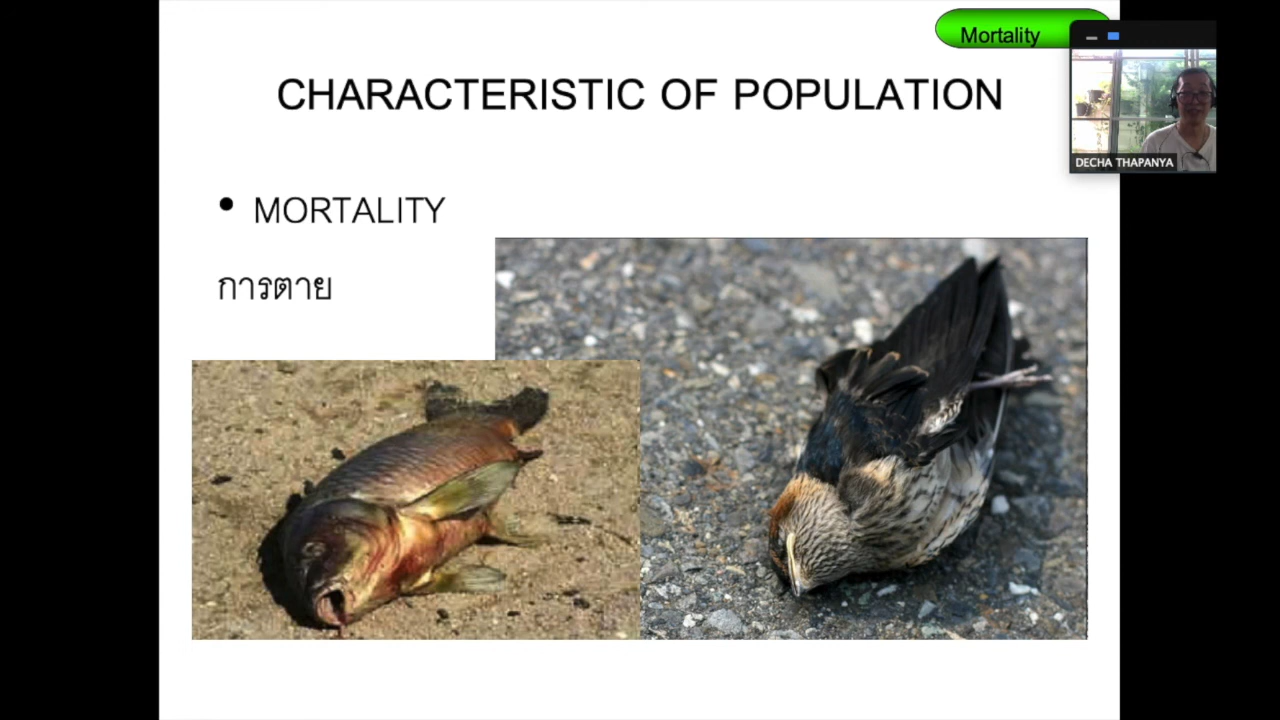 Mortality
CHARACTERISTIC OF POPULATION
DECHA THAPANYA
• MORTALITY
การตาย